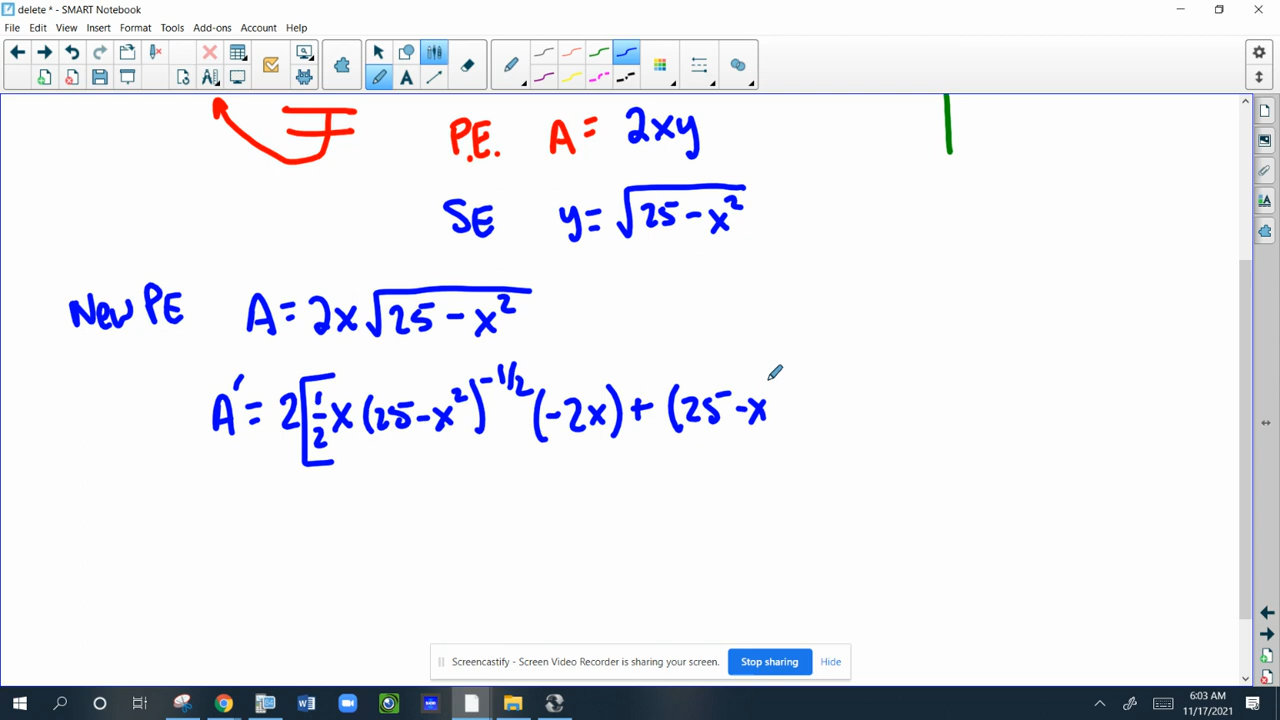 delete * - SMART Notebook
File Edit View Insert Format Tools Add-ons Account Help
P.E. A = 2xy
SE y = √25 - x²
New PE A = 2x √25 - x²
A' = 2[½x(25-x²)^-1/2 (-2x) + (25-x
Screencastify - Screen Video Recorder is sharing your screen. Stop sharing Hide
6:03 AM
11/17/2021